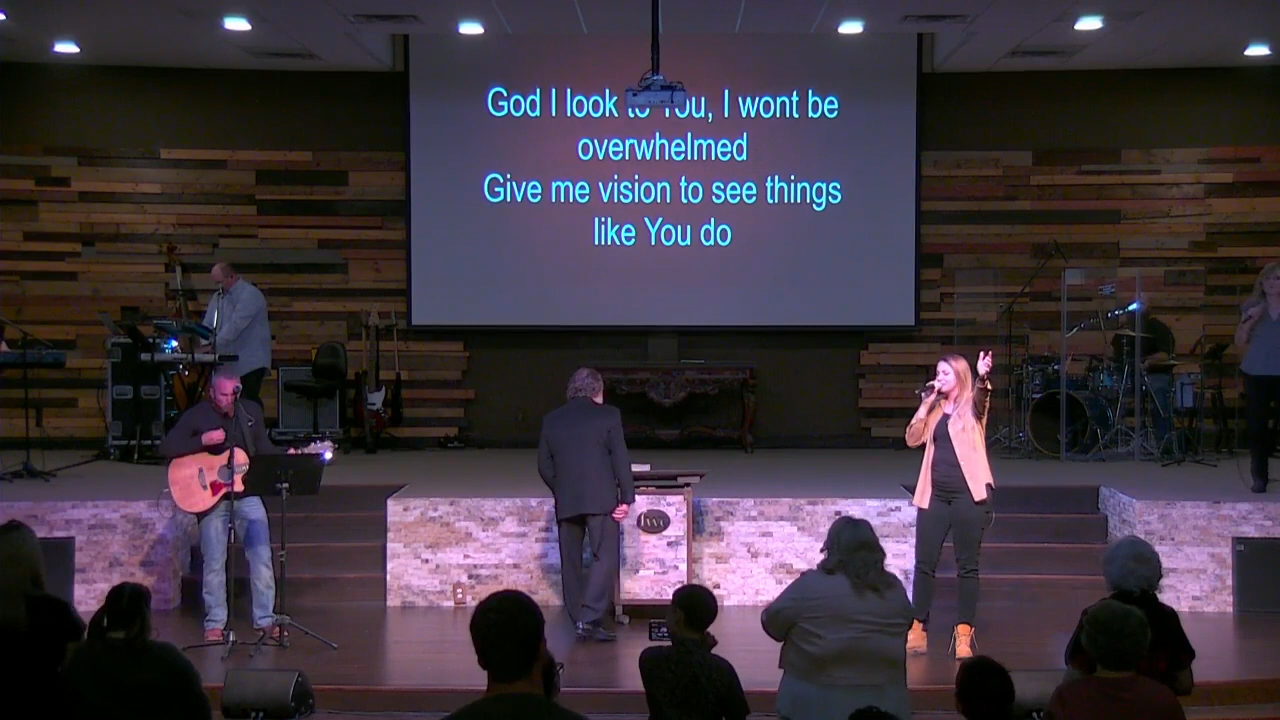 God I look to You, I wont be
overwhelmed
Give me vision to see things
like You do